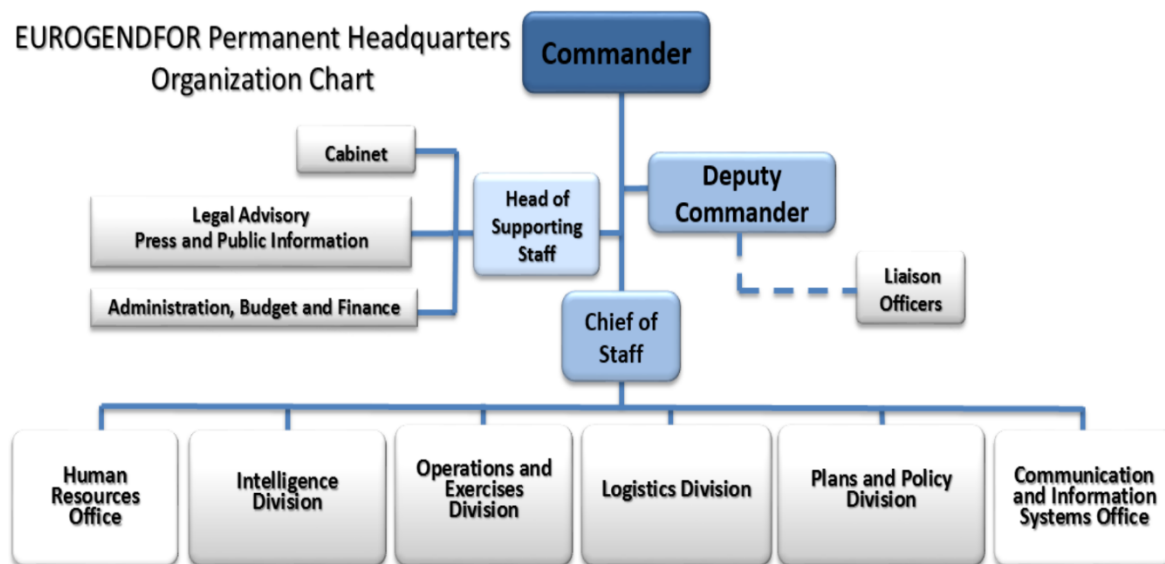 EUROGENDFOR Permanent Headquarters
Organization Chart
Commander
Cabinet
Legal Advisory
Press and Public Information
Administration, Budget and Finance
Head of
Supporting
Staff
Deputy
Commander
Liaison
Officers
Chief of
Staff
Human
Resources
Office
Intelligence
Division
Operations and
Exercises
Division
Logistics Division
Plans and Policy
Division
Communication
and Information
Systems Office